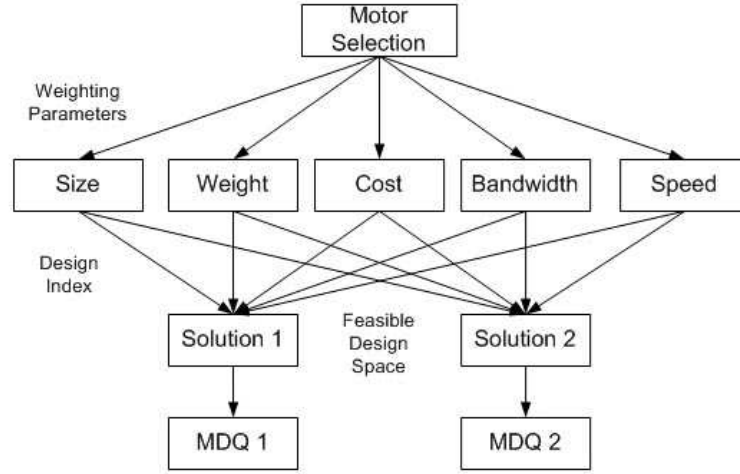 Motor
Selection
Weighting
Parameters
Size
Weight
Cost
Bandwidth
Speed
Design
Index
Solution 1
Feasible
Design
Space
Solution 2
MDQ 1
MDQ 2